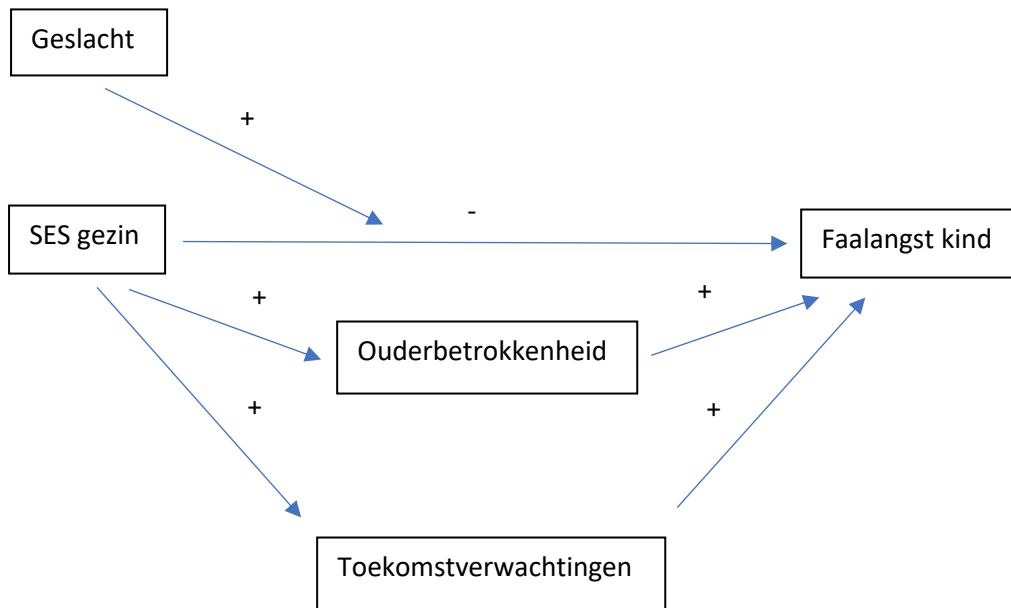 Geslacht
+
-
SES gezin
Faalangst kind
+
+
Ouderbetrokkenheid
+
+
Toekomstverwachtingen